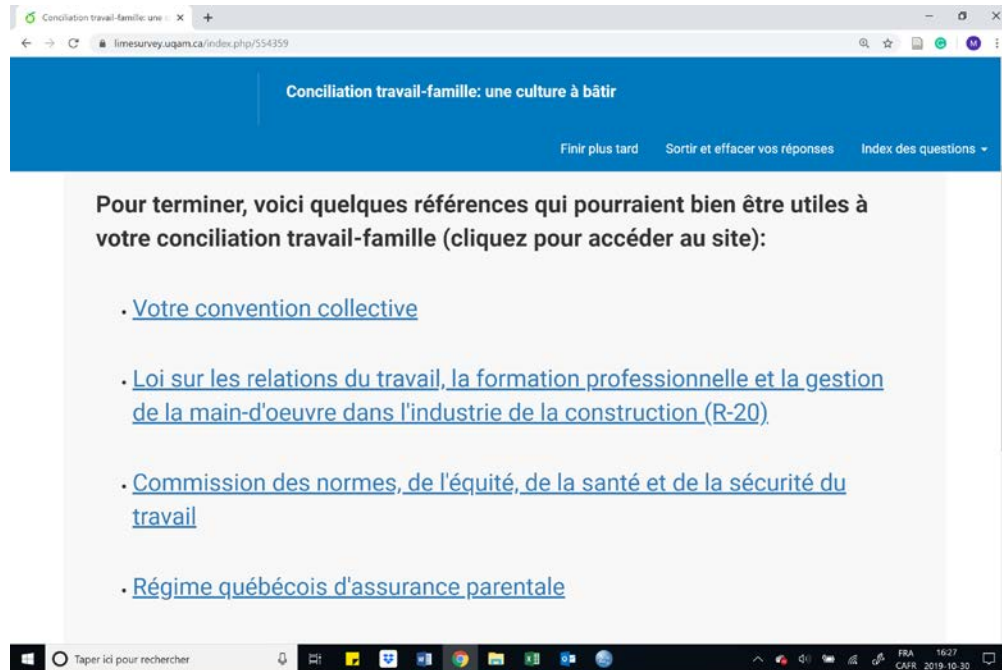 Conciliation travail-famille: une
limesurvey.uqam.ca/index.php/554359
M
Conciliation travail-famille: une culture à bâtir
Finir plus tard Sortir et effacer vos réponses Index des questions
Pour terminer, voici quelques références qui pourraient bien être utiles à
votre conciliation travail-famille (cliquez pour accéder au site):
• Votre convention collective
• Loi sur les relations du travail, la formation professionnelle et la gestion
de la main-d'oeuvre dans l'industrie de la construction (R-20)
• Commission des normes, de l'équité, de la santé et de la sécurité du
travail
• Régime québécois d'assurance parentale
Taper ici pour rechercher
FRA 16:27
CAFR 2019-10-30